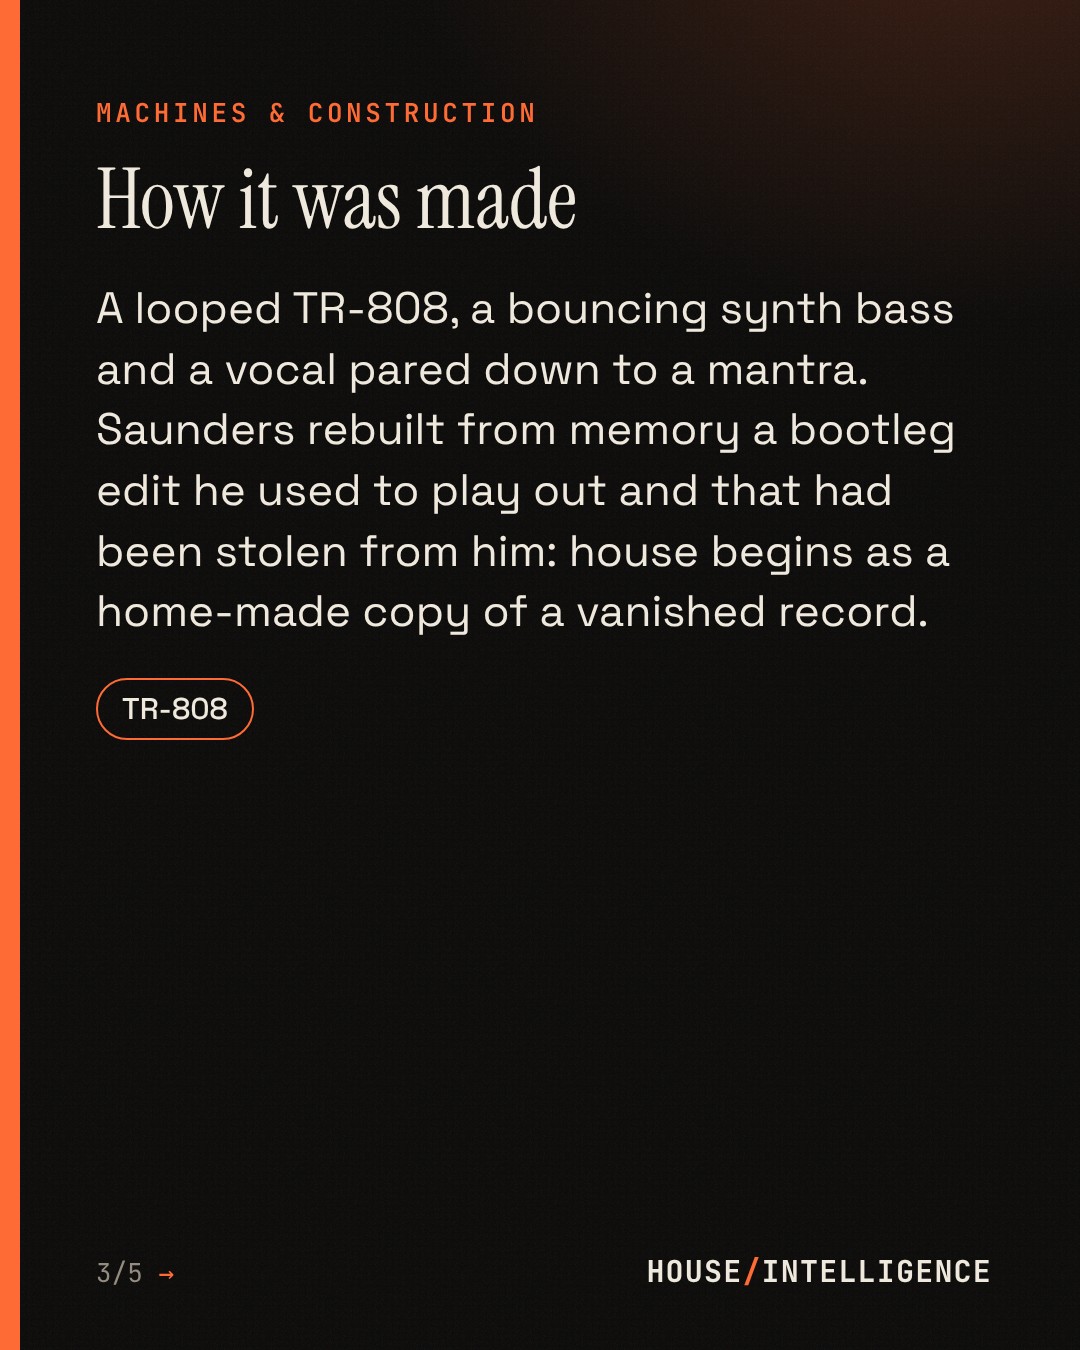 MACHINES & CONSTRUCTION
How it was made
A looped TR-808, a bouncing synth bass
and a vocal pared down to a mantra.
Saunders rebuilt from memory a bootleg
edit he used to play out and that had
been stolen from him: house begins as a
home-made copy of a vanished record.
TR-808
3/5 →
HOUSE/INTELLIGENCE